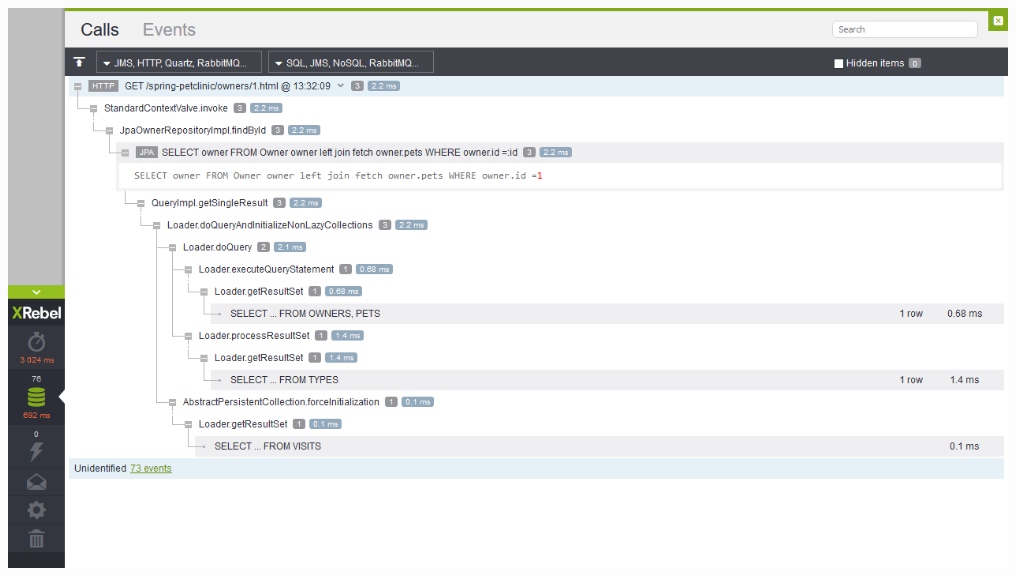 Calls Events
Search
JMS, HTTP, Quartz, RabbitMQ... SQL, JMS, NoSQL, RabbitMQ... Hidden items 0
HTTP GET /spring-petclinic/owners/1.html @ 13:32:09 3 2.2 ms
StandardContextValve.invoke 3 2.2 ms
JpaOwnerRepositoryImpl.findById 3 2.2 ms
JPA SELECT owner FROM Owner owner left join fetch owner.pets WHERE owner.id =:id 3 2.2 ms
SELECT owner FROM Owner owner left join fetch owner.pets WHERE owner.id =1
QueryImpl.getSingleResult 3 2.2 ms
Loader.doQueryAndInitializeNonLazyCollections 3 2.2 ms
Loader.doQuery 2 2.1 ms
Loader.executeQueryStatement 1 0.68 ms
Loader.getResultSet 1 0.68 ms
SELECT ... FROM OWNERS, PETS 1 row 0.68 ms
Loader.processResultSet 1 1.4 ms
Loader.getResultSet 1 1.4 ms
SELECT ... FROM TYPES 1 row 1.4 ms
AbstractPersistentCollection.forceInitialization 1 0.1 ms
Loader.getResultSet 1 0.1 ms
SELECT ... FROM VISITS 0.1 ms
Unidentified 73 events
XRebel
3 024 ms
76
692 ms
0